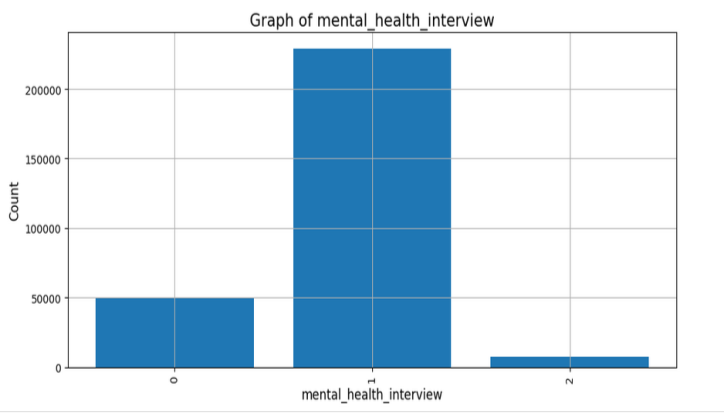 Graph of mental_health_interview
Count
200000
150000
100000
50000
0
0
1
2
mental_health_interview